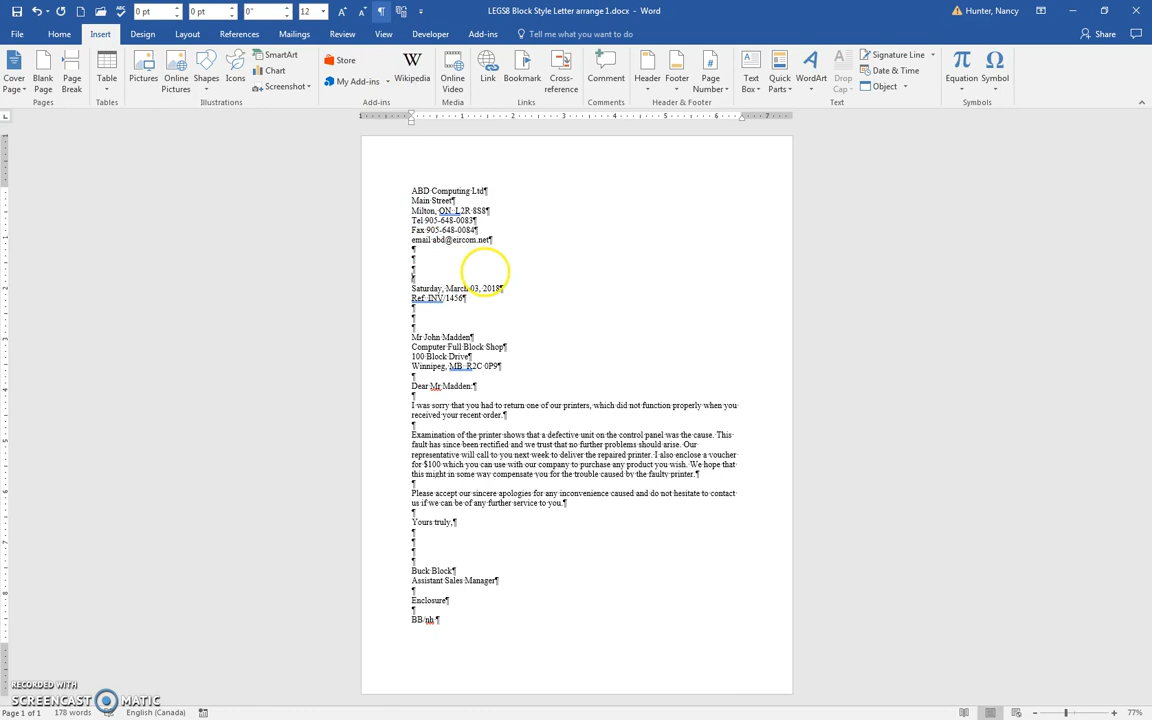 0 pt
0 pt
0°
12
LEGS8 Block Style Letter arrange 1.docx - Word
Hunter, Nancy
File
Home
Insert
Design
Layout
References
Mailings
Review
View
Developer
Add-ins
Tell me what you want to do
Share
Cover Page
Blank Page
Page Break
Table
Pictures
Online Pictures
Shapes
Icons
SmartArt
Chart
Screenshot
Store
My Add-ins
Wikipedia
Online Video
Link
Bookmark
Cross-reference
Comment
Header
Footer
Page Number
Text Box
Quick Parts
WordArt
Drop Cap
Signature Line
Date & Time
Object
Equation
Symbol
Pages
Tables
Illustrations
Add-ins
Media
Links
Comments
Header & Footer
Text
Symbols
1 1 2 3 4 5 6 7
ABD·Computing·Ltd¶
Main·Street¶
Milton,·ON··L2R·8S8¶
Tel·905-648-0083¶
Fax·905-648-0084¶
email·abd@eircom.net¶
¶
¶
¶
¶
Saturday,·March·03,·2018¶
Ref:·INV/1456¶
¶
¶
¶
Mr·John·Madden¶
Computer·Full·Block·Shop¶
100·Block·Drive¶
Winnipeg,·MB··R2C·0P9¶
¶
Dear·Mr·Madden:¶
¶
I·was·sorry·that·you·had·to·return·one·of·our·printers,·which·did·not·function·properly·when·you·
received·your·recent·order.¶
¶
Examination·of·the·printer·shows·that·a·defective·unit·on·the·control·panel·was·the·cause.·This·
fault·has·since·been·rectified·and·we·trust·that·no·further·problems·should·arise.·Our·
representative·will·call·to·you·next·week·to·deliver·the·repaired·printer.·I·also·enclose·a·voucher·
for·$100·which·you·can·use·with·our·company·to·purchase·any·product·you·wish.·We·hope·that·
this·might·in·some·way·compensate·you·for·the·trouble·caused·by·the·faulty·printer.¶
¶
Please·accept·our·sincere·apologies·for·any·inconvenience·caused·and·do·not·hesitate·to·contact·
us·if·we·can·be·of·any·further·service·to·you.¶
¶
Yours·truly,¶
¶
¶
¶
¶
Buck·Block¶
Assistant·Sales·Manager¶
¶
Enclosure¶
¶
BB/nh·¶
RECORDED WITH
SCREENCAST MATIC
Page 1 of 1
178 words
English (Canada)
77%